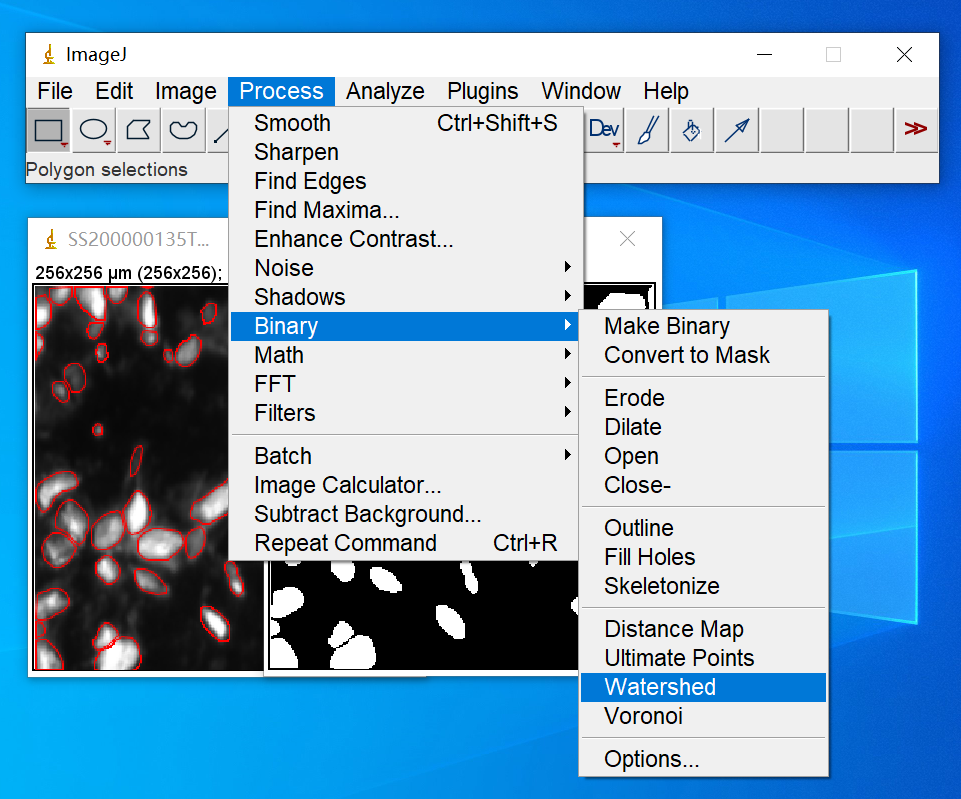 ImageJ
File Edit Image Process Analyze Plugins Window Help
Dev >>
Polygon selections
Smooth Ctrl+Shift+S
Sharpen
Find Edges
Find Maxima...
Enhance Contrast...
Noise
Shadows
Binary
Math
FFT
Filters
Batch
Image Calculator...
Subtract Background...
Repeat Command Ctrl+R
SS200000135T...
256x256 µm (256x256);
Make Binary
Convert to Mask
Erode
Dilate
Open
Close-
Outline
Fill Holes
Skeletonize
Distance Map
Ultimate Points
Watershed
Voronoi
Options...